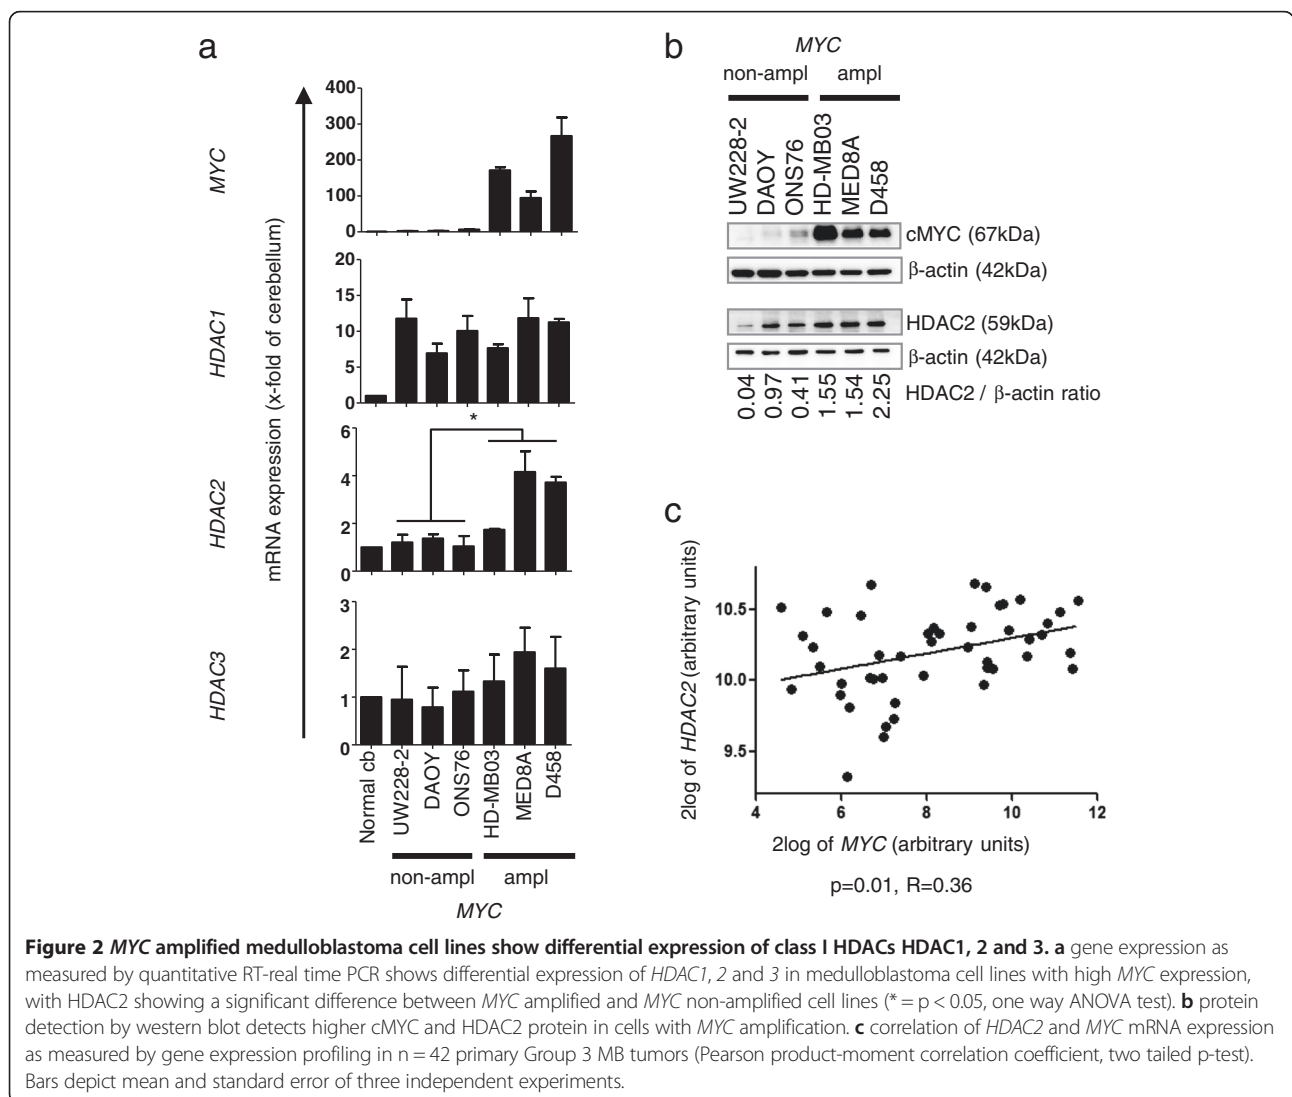 a
MYC
400
300
200
100
0
HDAC1
20
15
10
5
0
HDAC2
6
4
2
0
*
HDAC3
3
2
1
0
mRNA expression (x-fold of cerebellum)
Normal cb
UW228-2
DAOY
ONS76
HD-MB03
MED8A
D458
non-ampl ampl
MYC
b
MYC
non-ampl ampl
UW228-2
DAOY
ONS76
HD-MB03
MED8A
D458
cMYC (67kDa)
β-actin (42kDa)
HDAC2 (59kDa)
β-actin (42kDa)
0.04 0.97 0.41 1.55 1.54 2.25 HDAC2 / β-actin ratio
c
2log of HDAC2 (arbitrary units)
10.5
10.0
9.5
4 6 8 10 12
2log of MYC (arbitrary units)
p=0.01, R=0.36
Figure 2 MYC amplified medulloblastoma cell lines show differential expression of class I HDACs HDAC1, 2 and 3. a gene expression as
measured by quantitative RT-real time PCR shows differential expression of HDAC1, 2 and 3 in medulloblastoma cell lines with high MYC expression,
with HDAC2 showing a significant difference between MYC amplified and MYC non-amplified cell lines (* = p < 0.05, one way ANOVA test). b protein
detection by western blot detects higher cMYC and HDAC2 protein in cells with MYC amplification. c correlation of HDAC2 and MYC mRNA expression
as measured by gene expression profiling in n = 42 primary Group 3 MB tumors (Pearson product-moment correlation coefficient, two tailed p-test).
Bars depict mean and standard error of three independent experiments.